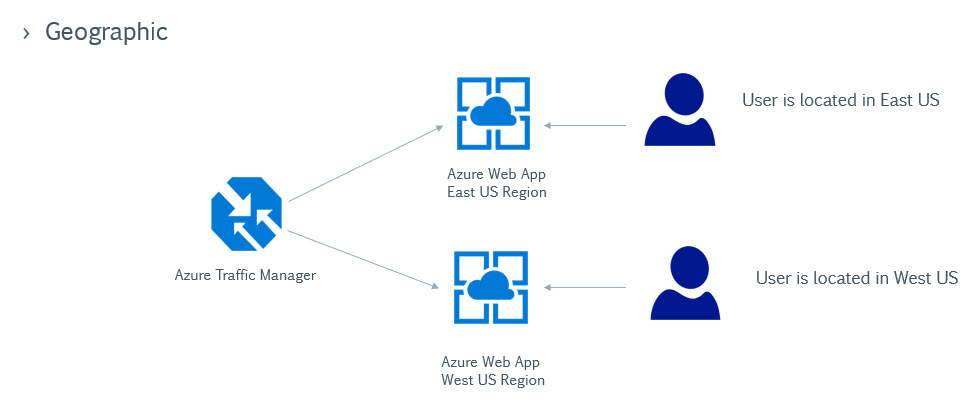 › Geographic
User is located in East US
Azure Web App
East US Region
Azure Traffic Manager
User is located in West US
Azure Web App
West US Region